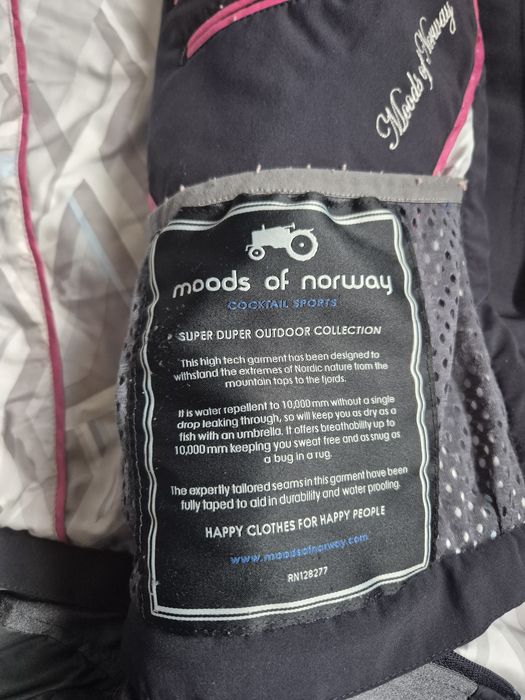 Moods of Norway
moods of norway
COCKTAIL SPORTS
SUPER DUPER OUTDOOR COLLECTION
This high tech garment has been designed to
withstand the extremes of Nordic nature from the
mountain tops to the fjords.
It is water repellent to 10,000mm without a single
drop leaking through, so will keep you as dry as a
fish with an umbrella. It offers breathability up to
10,000mm keeping you sweat free and as snug as
a bug in a rug.
The expertly tailored seams in this garment have been
fully taped to aid in durability and water proofing.
HAPPY CLOTHES FOR HAPPY PEOPLE
www.moodsofnorway.com
RN128277